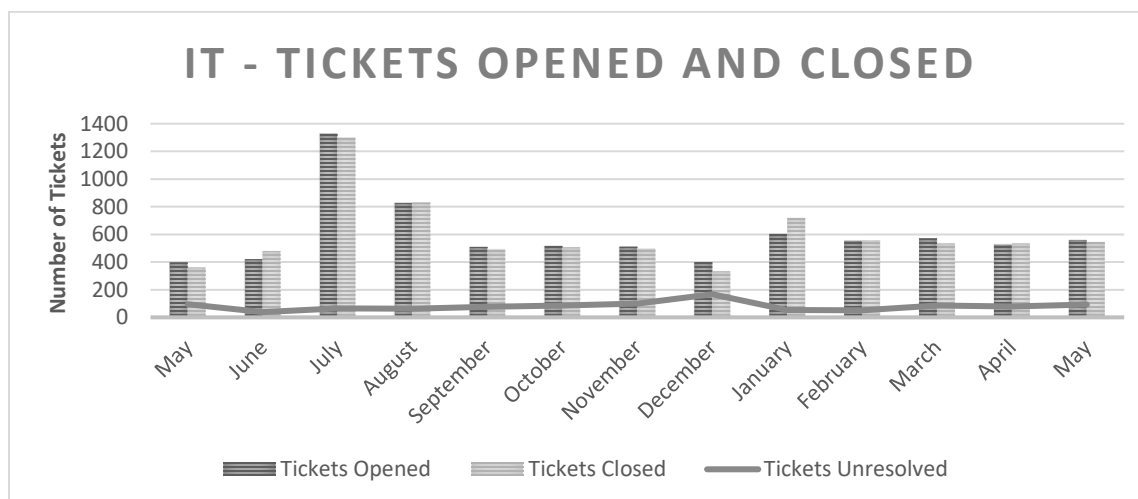 IT - TICKETS OPENED AND CLOSED
Number of Tickets
1400
1200
1000
800
600
400
200
0
May
June
July
August
September
October
November
December
January
February
March
April
May
Tickets Opened
Tickets Closed
Tickets Unresolved